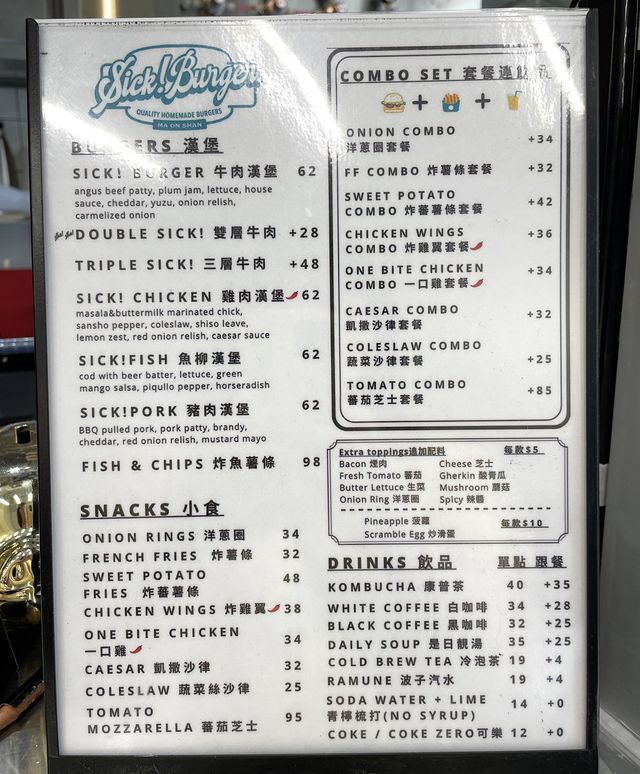 Sick! Burger
QUALITY HOMEMADE BURGERS
MA ON SHAN
BURGERS 漢堡
SICK! BURGER 牛肉漢堡 62
angus beef patty, plum jam, lettuce, house
sauce, cheddar, yuzu, onion relish,
carmelized onion
DOUBLE SICK! 雙層牛肉 +28
TRIPLE SICK! 三層牛肉 +48
SICK! CHICKEN 雞肉漢堡 62
masala&buttermilk marinated chick,
sansho pepper, coleslaw, shiso leave,
lemon zest, red onion relish, caesar sauce
SICK!FISH 魚柳漢堡 62
cod with beer batter, lettuce, green
mango salsa, piqullo pepper, horseradish
SICK!PORK 豬肉漢堡 62
BBQ pulled pork, pork patty, brandy,
cheddar, red onion relish, mustard mayo
FISH & CHIPS 炸魚薯條 98
SNACKS 小食
ONION RINGS 洋蔥圈 34
FRENCH FRIES 炸薯條 32
SWEET POTATO 48
FRIES 炸蕃薯條
CHICKEN WINGS 炸雞翼 38
ONE BITE CHICKEN 34
一口雞
CAESAR 凱撒沙律 32
COLESLAW 蔬菜絲沙律 25
TOMATO 95
MOZZARELLA 蕃茄芝士
COMBO SET 套餐連飲
+ +
ONION COMBO +34
洋蔥圈套餐
FF COMBO 炸薯條套餐 +32
SWEET POTATO +42
COMBO 炸蕃薯條套餐
CHICKEN WINGS +36
COMBO 炸雞翼套餐
ONE BITE CHICKEN +34
COMBO 一口雞套餐
CAESAR COMBO +32
凱撒沙律套餐
COLESLAW COMBO
蔬菜沙律套餐 +25
TOMATO COMBO +85
蕃茄芝士套餐
Extra toppings追加配料 每款$5
Bacon 煙肉 Cheese 芝士
Fresh Tomato 蕃茄 Gherkin 酸青瓜
Butter Lettuce 生菜 Mushroom 蘑菇
Onion Ring 洋蔥圈 Spicy 辣醬
Pineapple 菠蘿 每款$10
Scramble Egg 炒滑蛋
DRINKS 飲品 單點 跟餐
KOMBUCHA 康普茶 40 +35
WHITE COFFEE 白咖啡 34 +28
BLACK COFFEE 黑咖啡 32 +25
DAILY SOUP 是日靚湯 35 +25
COLD BREW TEA 冷泡茶 19 +4
RAMUNE 波子汽水 19 +4
SODA WATER + LIME 14 +0
青檸梳打(NO SYRUP)
COKE / COKE ZERO可樂 12 +0